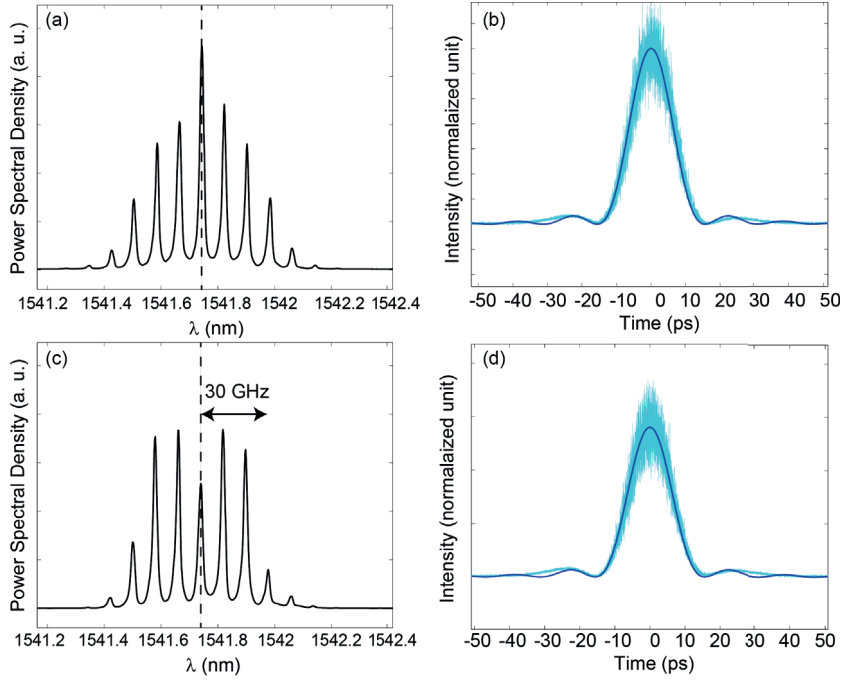 (a)
Power Spectral Density (a. u.)
1541.2 1541.4 1541.6 1541.8 1542 1542.4
λ (nm)
(b)
Intensity (normalaized unit)
-50 -40 -30 -20 -10 0 10 20 30 40 50
Time (ps)
(c)
30 GHz
Power Spectral Density (a. u.)
1541.2 1541.4 1541.6 1541.8 1542 1542.2 1542.4
λ (nm)
(d)
Intensity (normalaized unit)
-50 -40 -30 -20 -10 0 10 20 30 40 50
Time (ps)